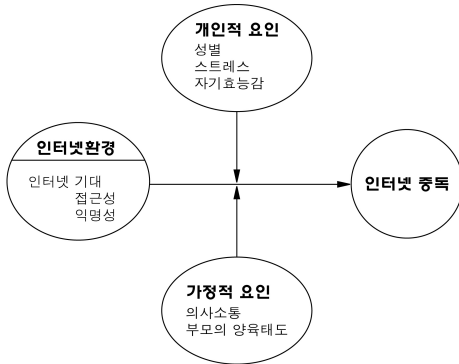 개인적 요인
성별
스트레스
자기효능감
인터넷환경
인터넷 기대
접근성
익명성
인터넷 중독
가정적 요인
의사소통
부모의 양육태도